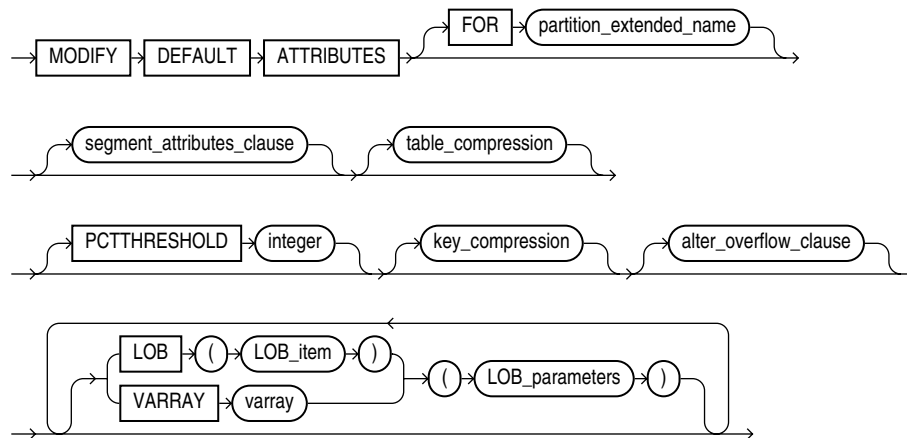 FOR partition_extended_name
MODIFY DEFAULT ATTRIBUTES
segment_attributes_clause table_compression
PCTTHRESHOLD integer key_compression alter_overflow_clause
LOB ( LOB_item )
( LOB_parameters )
VARRAY varray